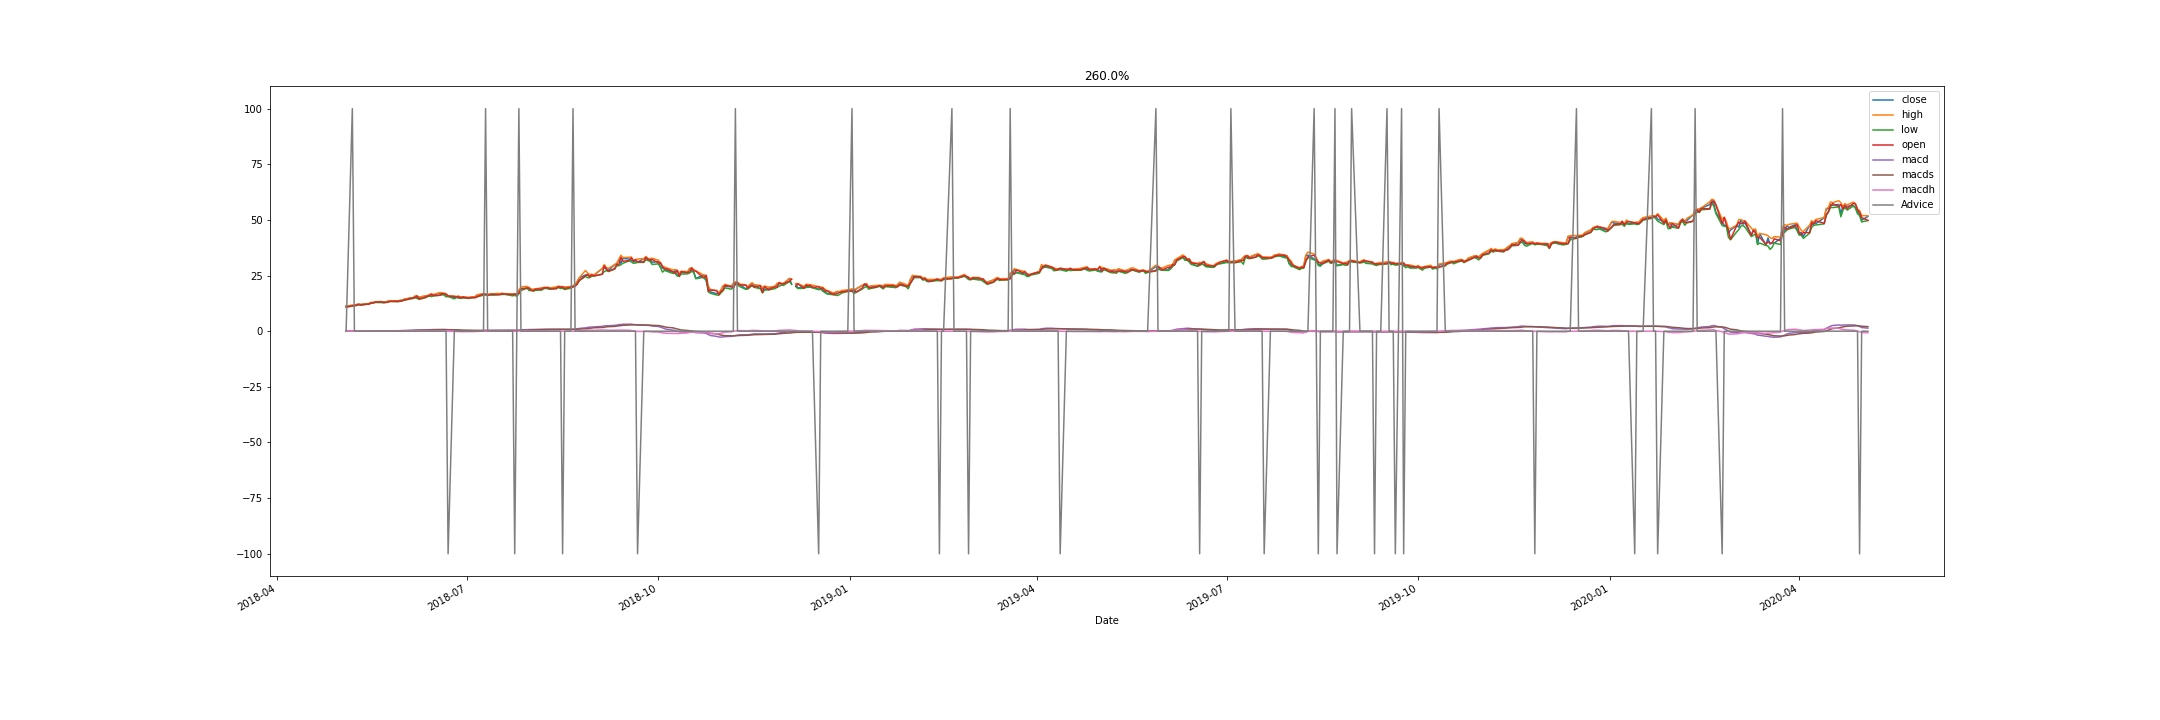 260.0%
100
75
50
25
0
−25
−50
−75
−100
close
high
low
open
macd
macds
macdh
Advice
2018-04
2018-07
2018-10
2019-01
2019-04
2019-07
2019-10
2020-01
2020-04
Date